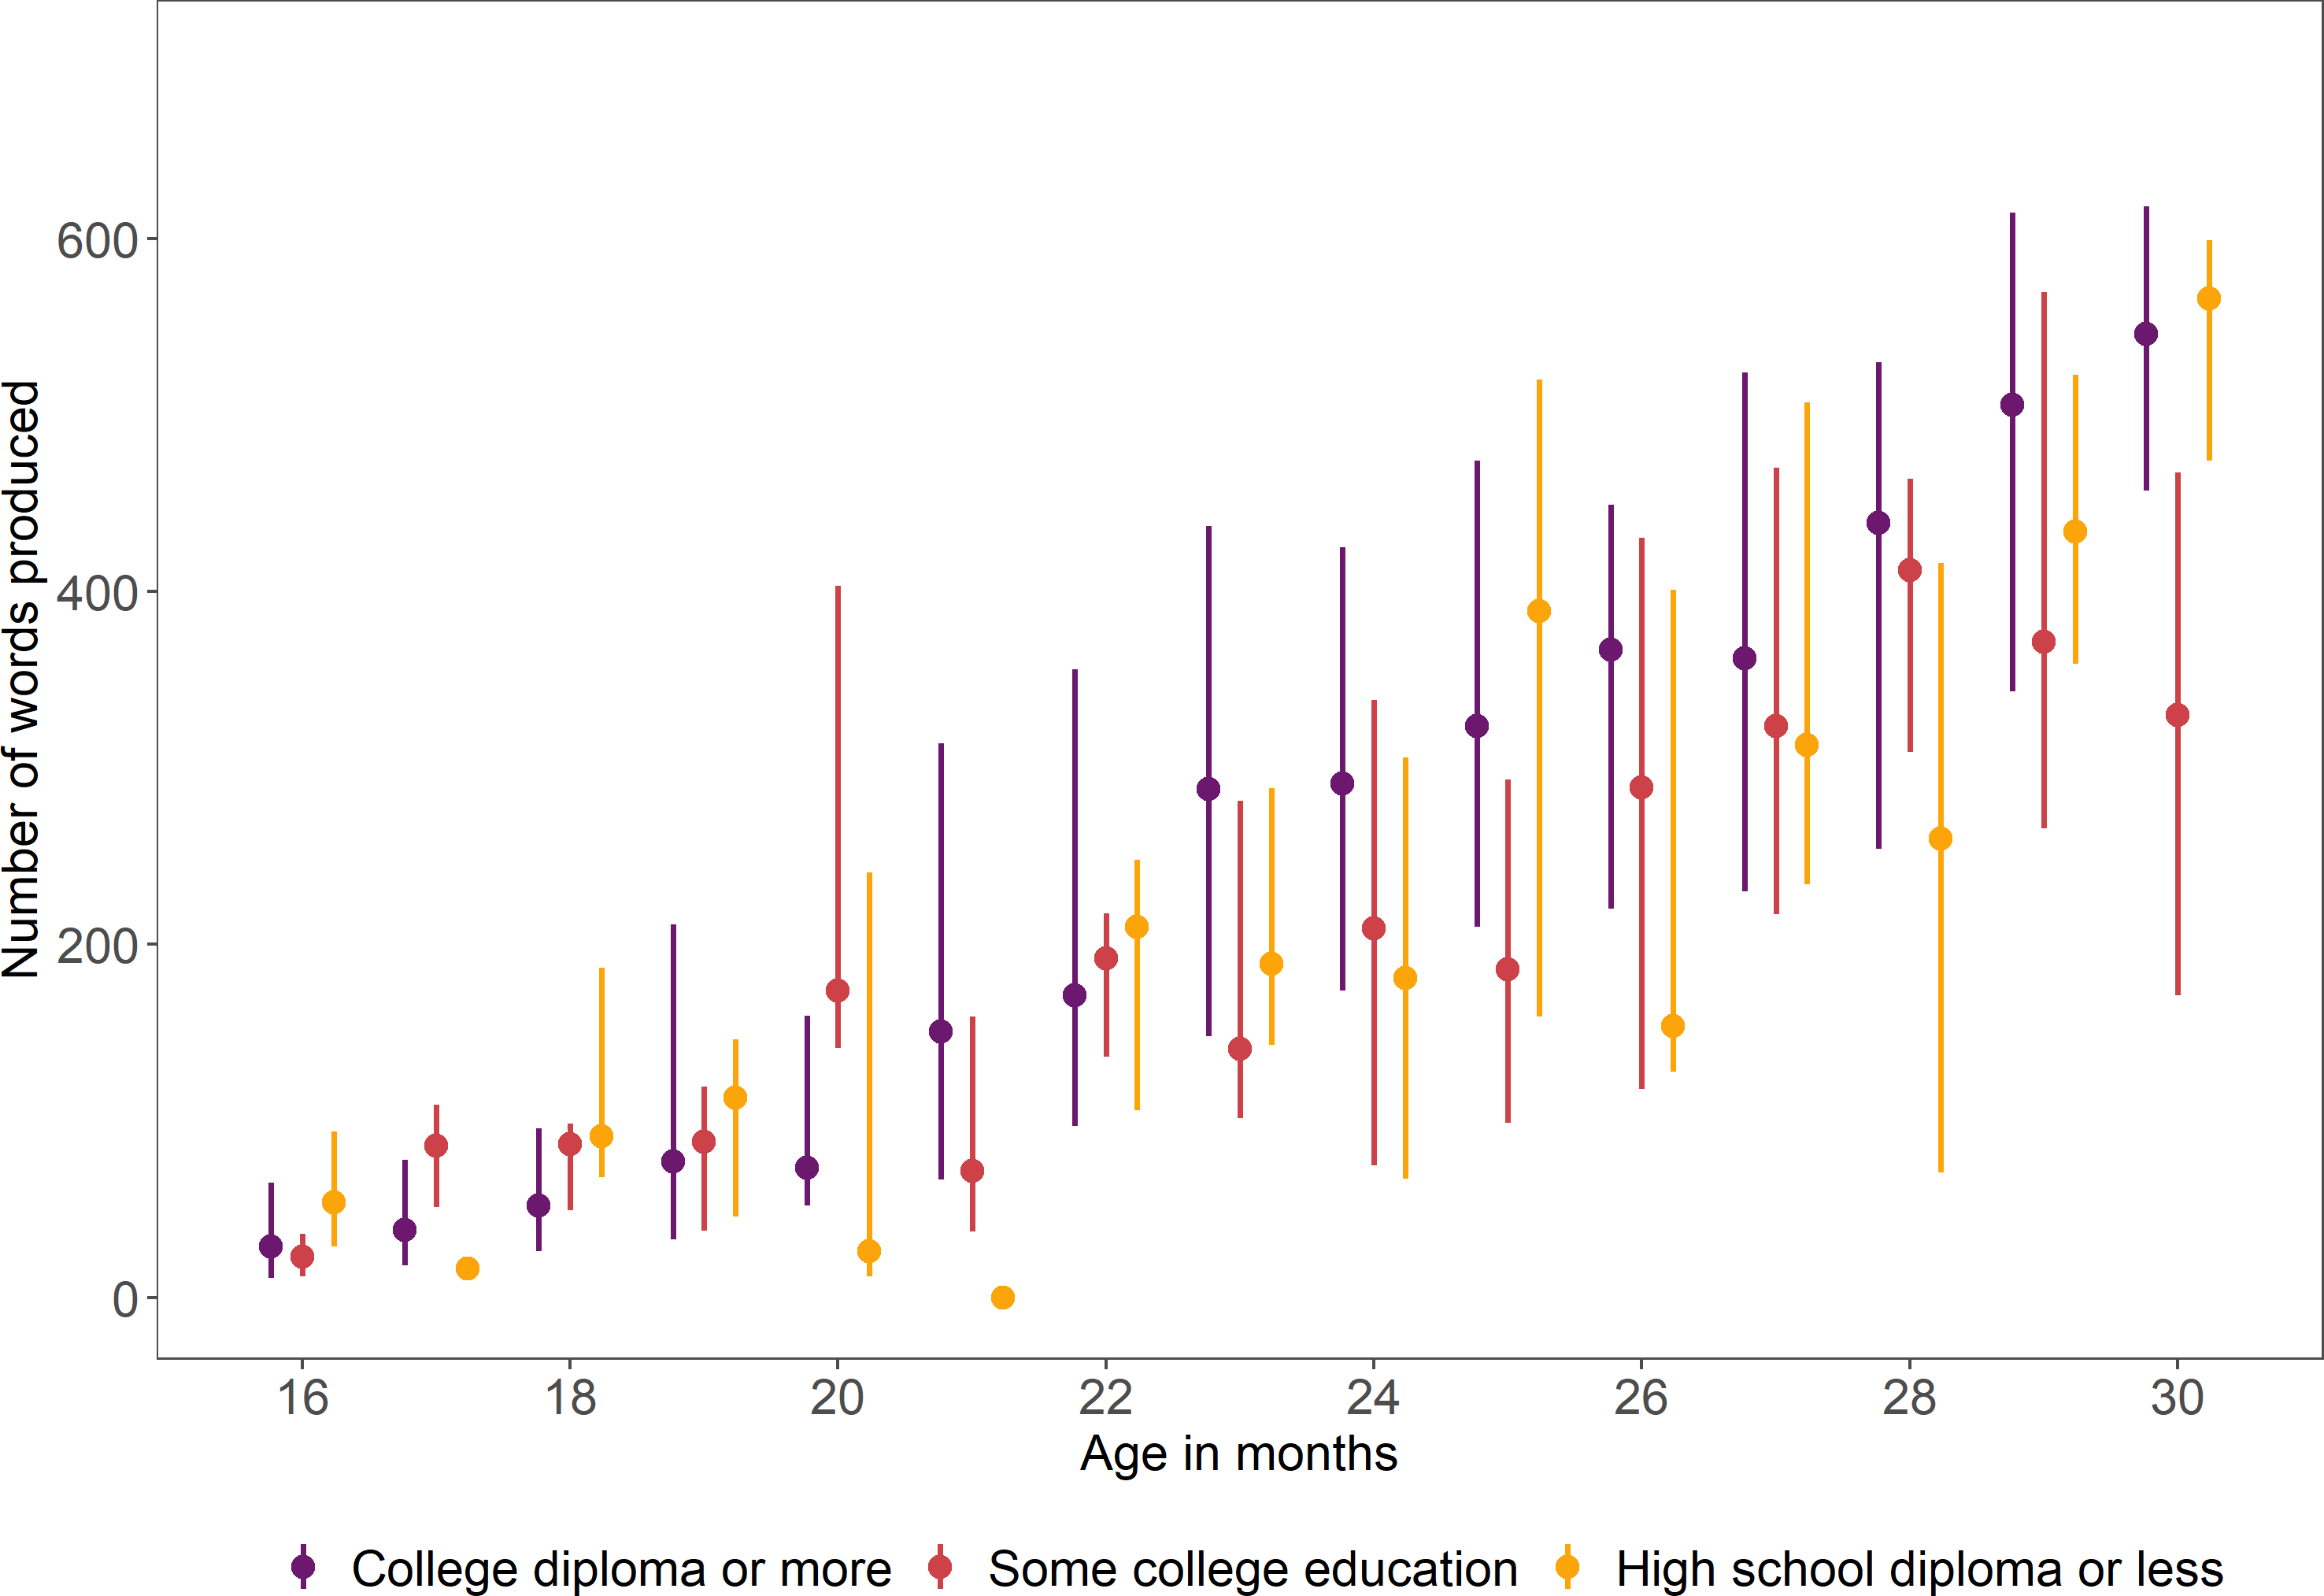 Number of words produced
600
400
200
0
16 18 20 22 24 26 28 30
Age in months
College diploma or more Some college education High school diploma or less